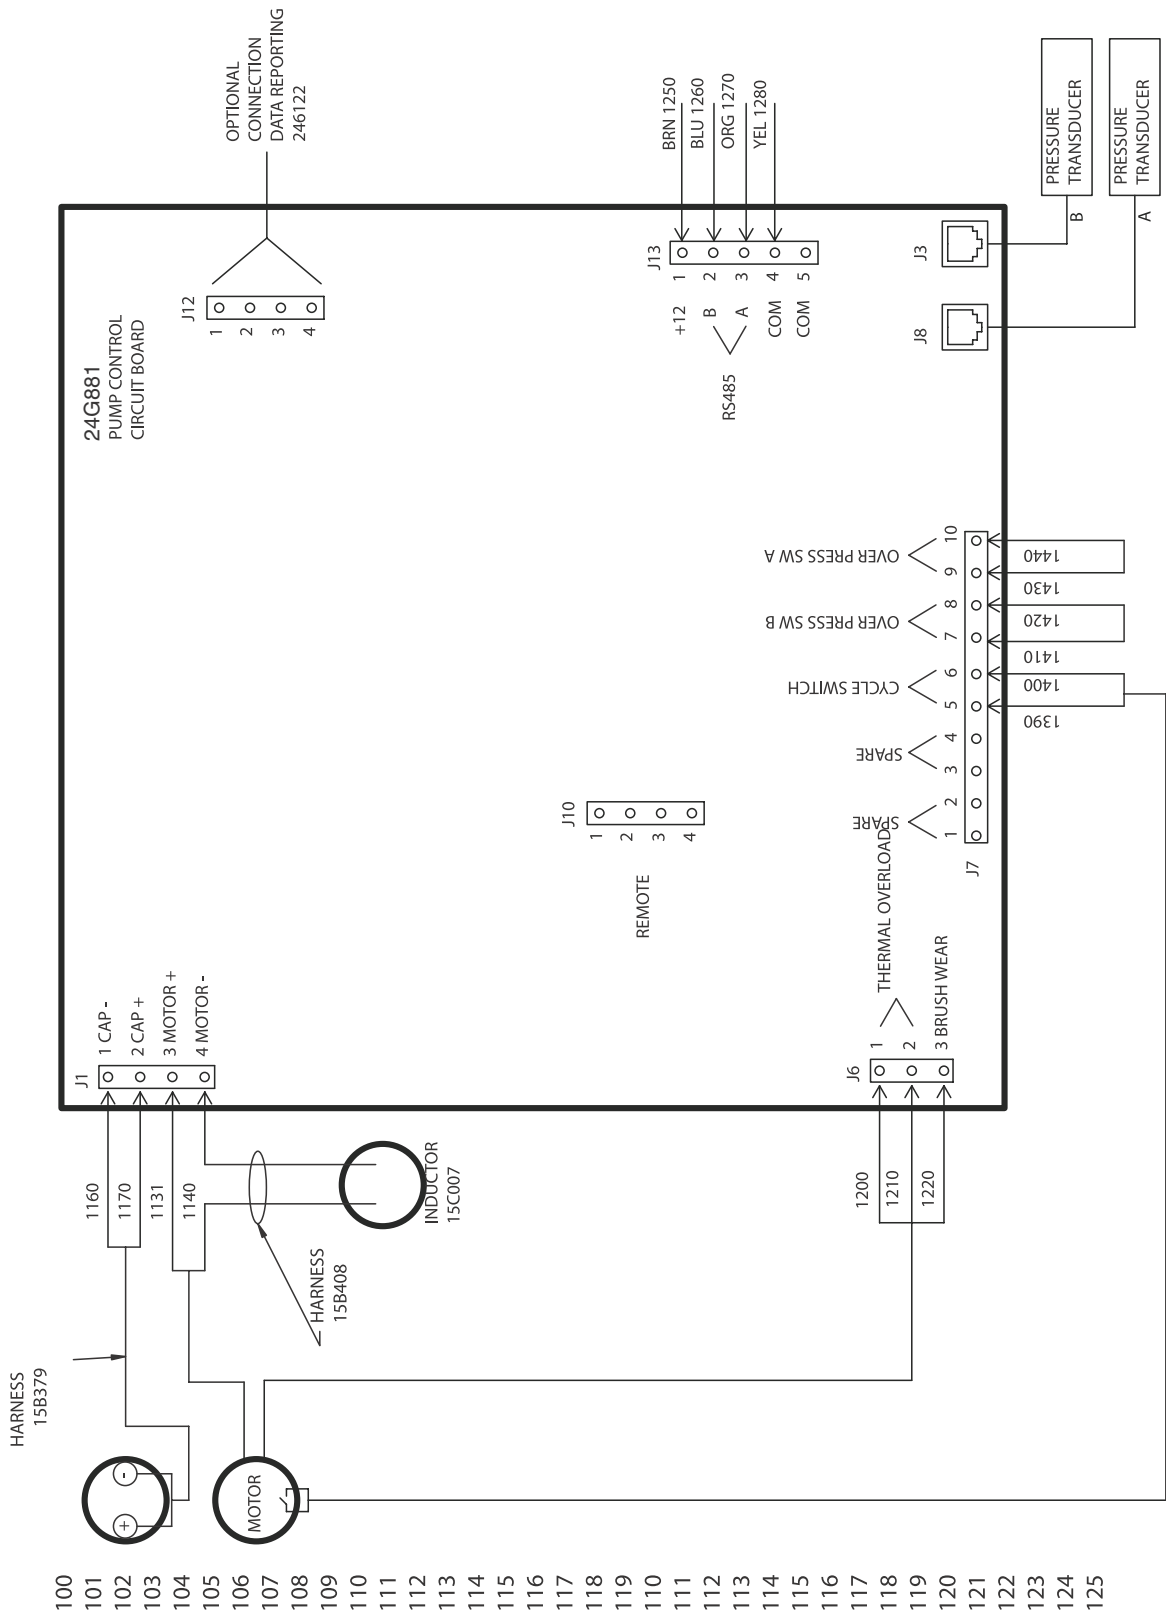 OPTIONAL
CONNECTION
DATA REPORTING
246122
24G881
PUMP CONTROL
CIRCUIT BOARD
J12
1
2
3
4
BRN 1250
BLU 1260
ORG 1270
YEL 1280
J13
1
2
3
4
5
+12
B
A
COM
COM
RS485
J3
J8
PRESSURE
TRANSDUCER
B
PRESSURE
TRANSDUCER
A
OVER PRESS SW A
OVER PRESS SW B
CYCLE SWITCH
SPARE
SPARE
10
9
8
7
6
5
4
3
2
1
J7
1440
1430
1420
1410
1400
1390
J10
1
2
3
4
REMOTE
J1
1 CAP -
2 CAP +
3 MOTOR +
4 MOTOR -
1160
1170
1131
1140
INDUCTOR
15C007
HARNESS
15B408
HARNESS
15B379
THERMAL OVERLOAD
J6
1
2
3 BRUSH WEAR
1200
1210
1220
+
-
MOTOR
100
101
102
103
104
105
106
107
108
109
110
111
112
113
114
115
116
117
118
119
110
111
112
113
114
115
116
117
118
119
120
121
122
123
124
125